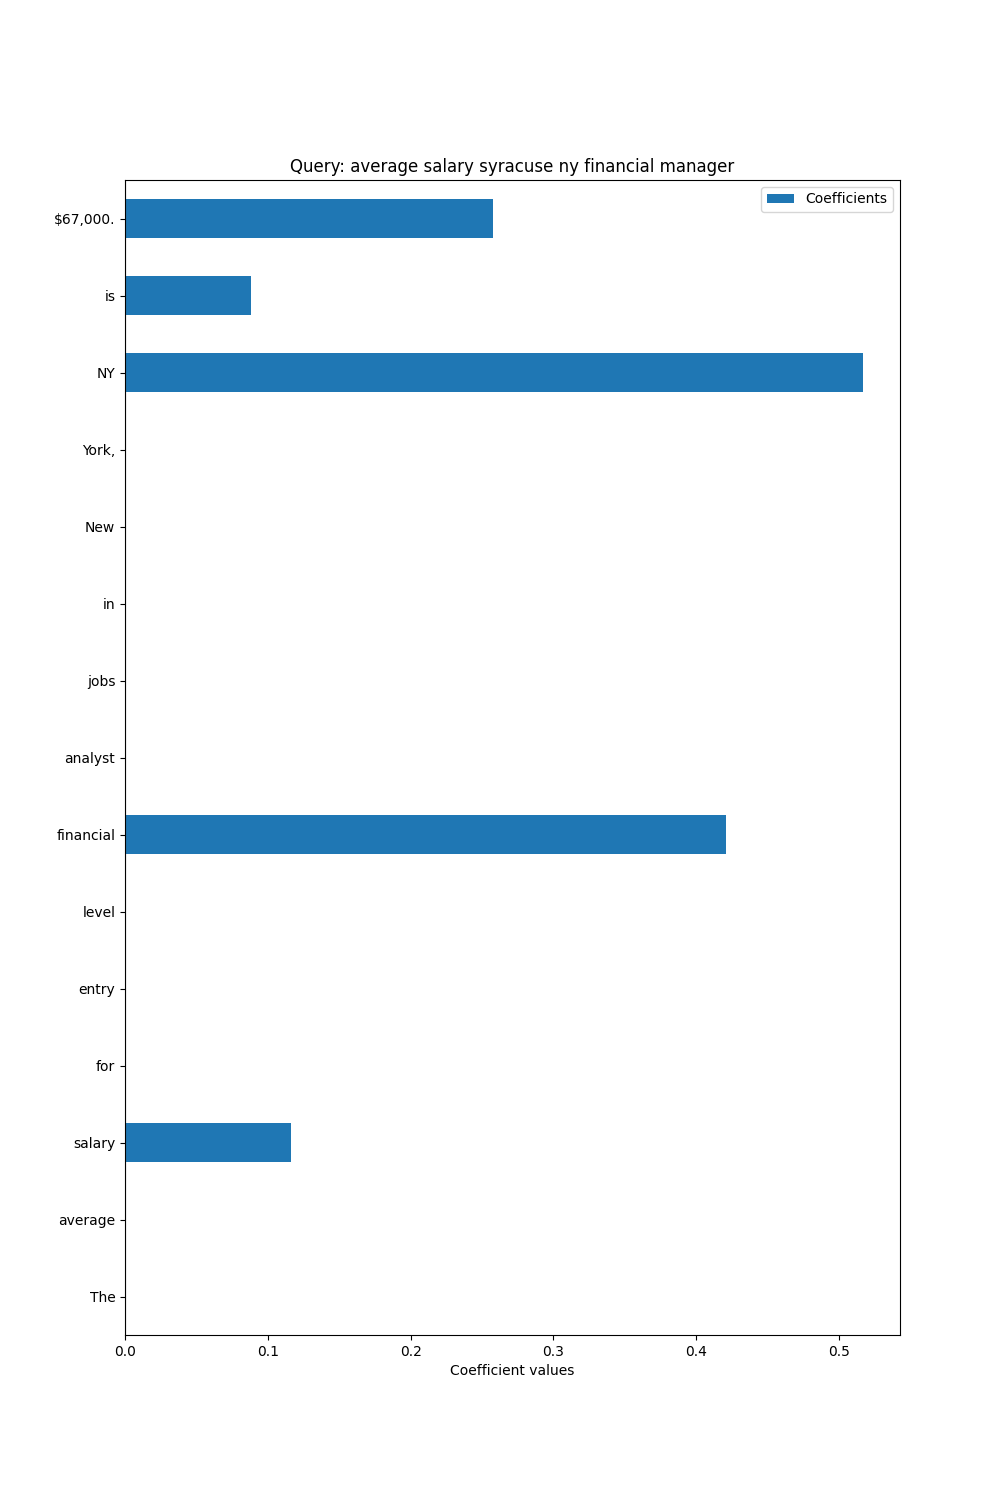 Query: average salary syracuse ny financial manager
Coefficients
$67,000.
is
NY
York,
New
in
jobs
analyst
financial
level
entry
for
salary
average
The
0.0 0.1 0.2 0.3 0.4 0.5
Coefficient values